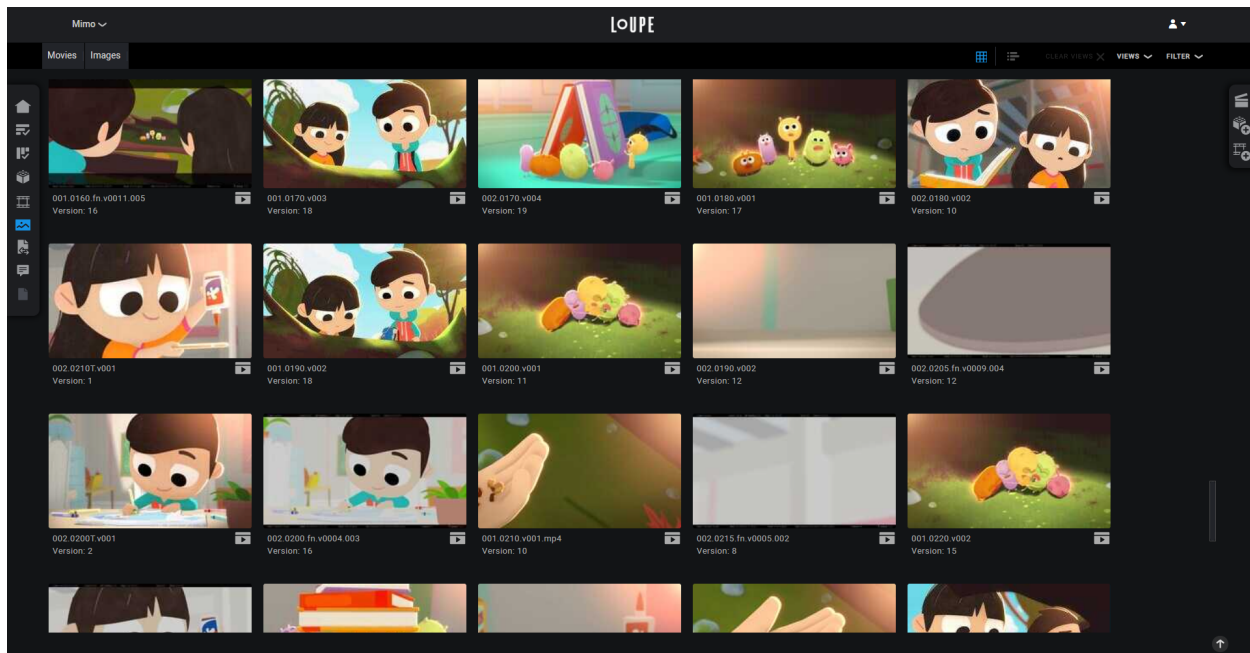 Mimo
LOUPE
Movies Images
CLEAR VIEWS VIEWS FILTER
001.0160.fn.v0011.005
Version: 16
001.0170.v003
Version: 18
002.0170.v004
Version: 19
001.0180.v001
Version: 17
002.0180.v002
Version: 10
002.0210T.v001
Version: 1
001.0190.v002
Version: 18
001.0200.v001
Version: 11
002.0190.v002
Version: 12
002.0205.fn.v0009.004
Version: 12
002.0200T.v001
Version: 2
002.0200.fn.v0004.003
Version: 16
001.0210.v001.mp4
Version: 10
002.0215.fn.v0005.002
Version: 8
001.0220.v002
Version: 15